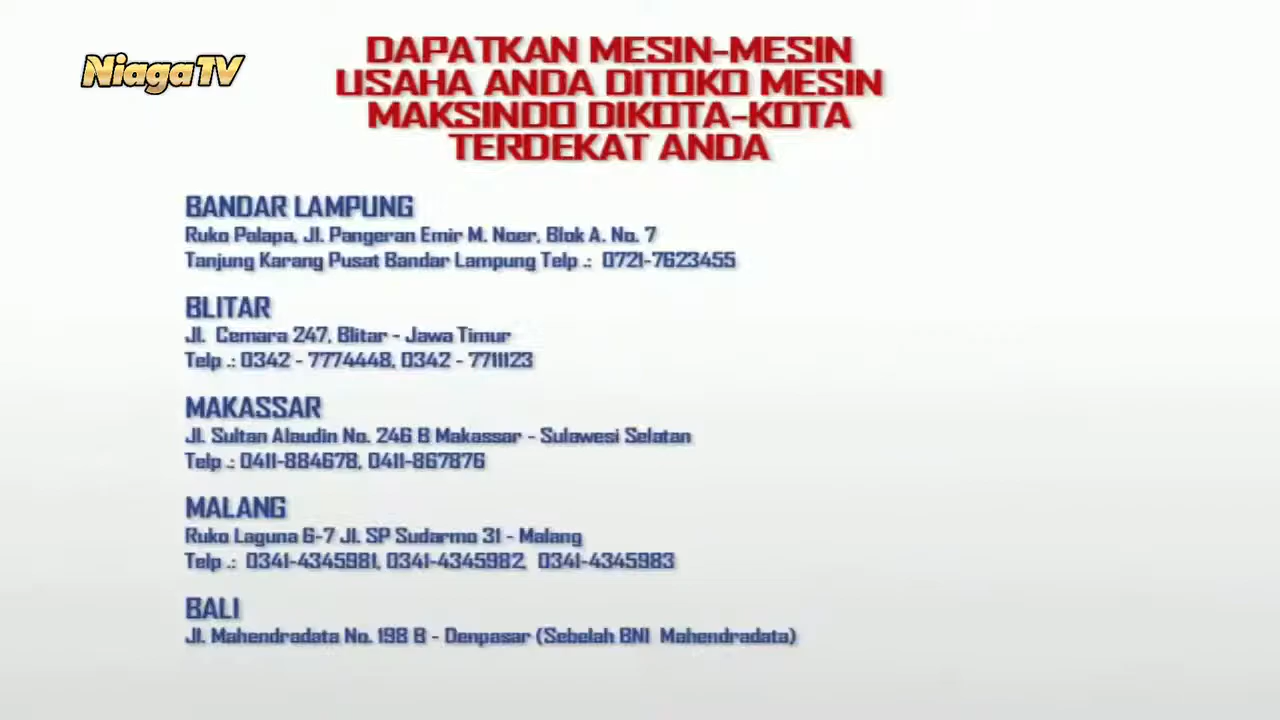 NiagaTV
DAPATKAN MESIN-MESIN
USAHA ANDA DITOKO MESIN
MAKSINDO DIKOTA-KOTA
TERDEKAT ANDA
BANDAR LAMPUNG
Ruko Palapa, Jl. Pangeran Emir M. Noer, Blok A. No. 7
Tanjung Karang Pusat Bandar Lampung Telp .: 0721-7623455
BLITAR
Jl. Cemara 247, Blitar - Jawa Timur
Telp .: 0342 - 7774448, 0342 - 7711123
MAKASSAR
Jl. Sultan Alaudin No. 246 B Makassar - Sulawesi Selatan
Telp .: 0411-884678, 0411-867876
MALANG
Ruko Laguna 6-7 Jl. SP Sudarmo 31 - Malang
Telp .: 0341-4345981, 0341-4345982, 0341-4345983
BALI
Jl. Mahendradata No. 198 B - Denpasar (Sebelah BNI Mahendradata)